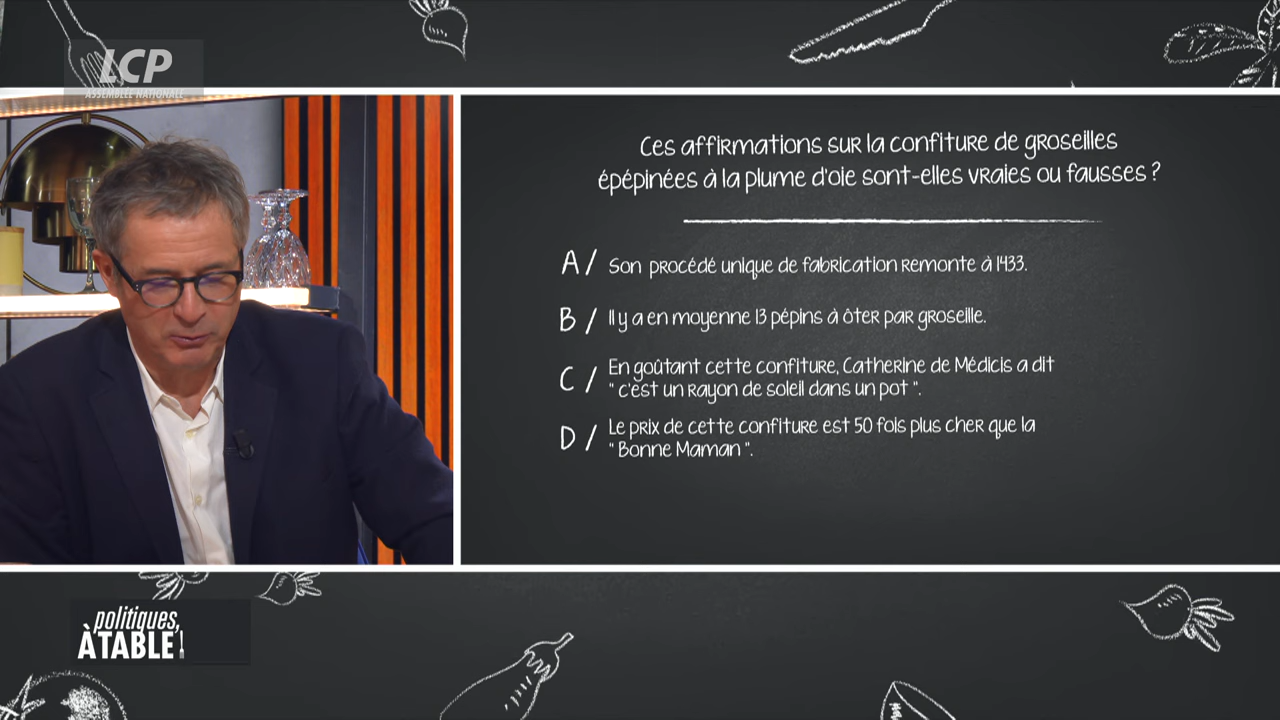 LCP
ASSEMBLÉE NATIONALE
Ces affirmations sur la confiture de groseilles
épépinées à la plume d'oie sont-elles vraies ou fausses ?
A / Son procédé unique de fabrication remonte à 1433.
B / Il y a en moyenne 13 pépins à ôter par groseille.
C / En goûtant cette confiture, Catherine de Médicis a dit
" c'est un rayon de soleil dans un pot ".
D / Le prix de cette confiture est 50 fois plus cher que la
" Bonne Maman ".
politiques,
À TABLE !